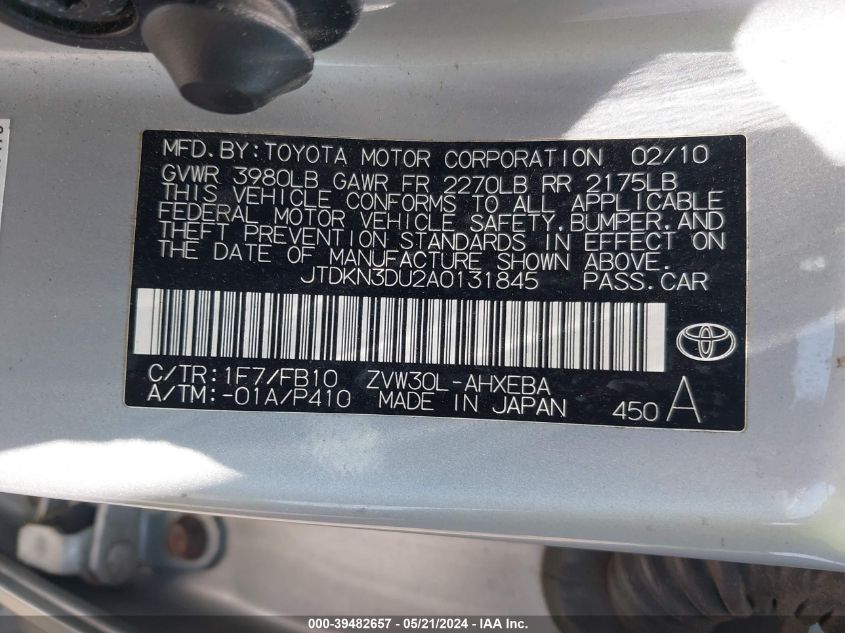 MFD. BY: TOYOTA MOTOR CORPORATION 02/10
GVWR 3980LB GAWR FR 2270LB RR 2175LB
THIS VEHICLE CONFORMS TO ALL APPLICABLE
FEDERAL MOTOR VEHICLE SAFETY, BUMPER, AND
THEFT PREVENTION STANDARDS IN EFFECT ON
THE DATE OF MANUFACTURE SHOWN ABOVE.
JTDKN3DU2A0131845 PASS. CAR
C/TR: 1F7/FB10 ZVW30L-AHXEBA
A/TM: -01A/P410 MADE IN JAPAN 450 A
000-39482657 - 05/21/2024 - IAA Inc.